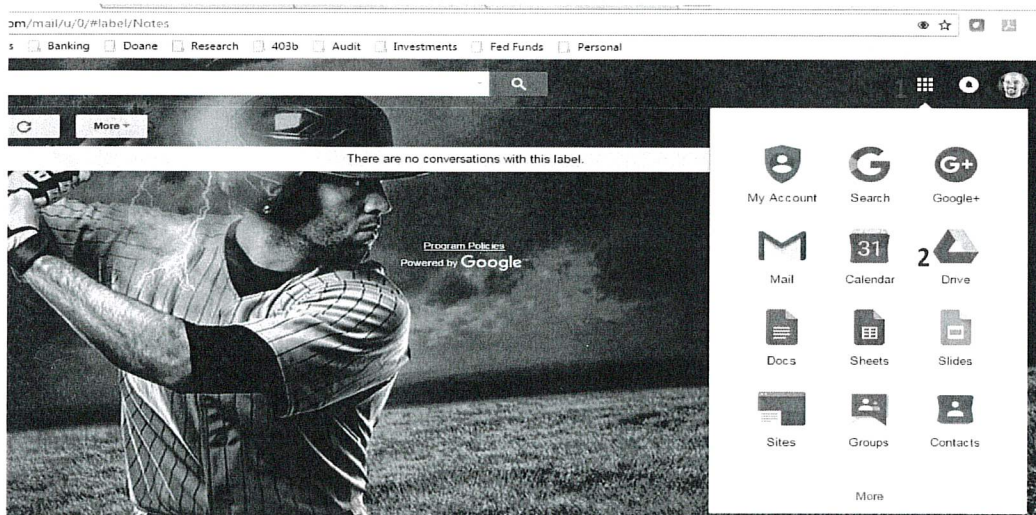 om/mail/u/0/#label/Notes
s Banking Doane Research 403b Audit Investments Fed Funds Personal
1
More
There are no conversations with this label.
My Account Search Google+
31
2
Mail Calendar Drive
Program Policies
Powered by Google
Docs Sheets Slides
Sites Groups Contacts
More